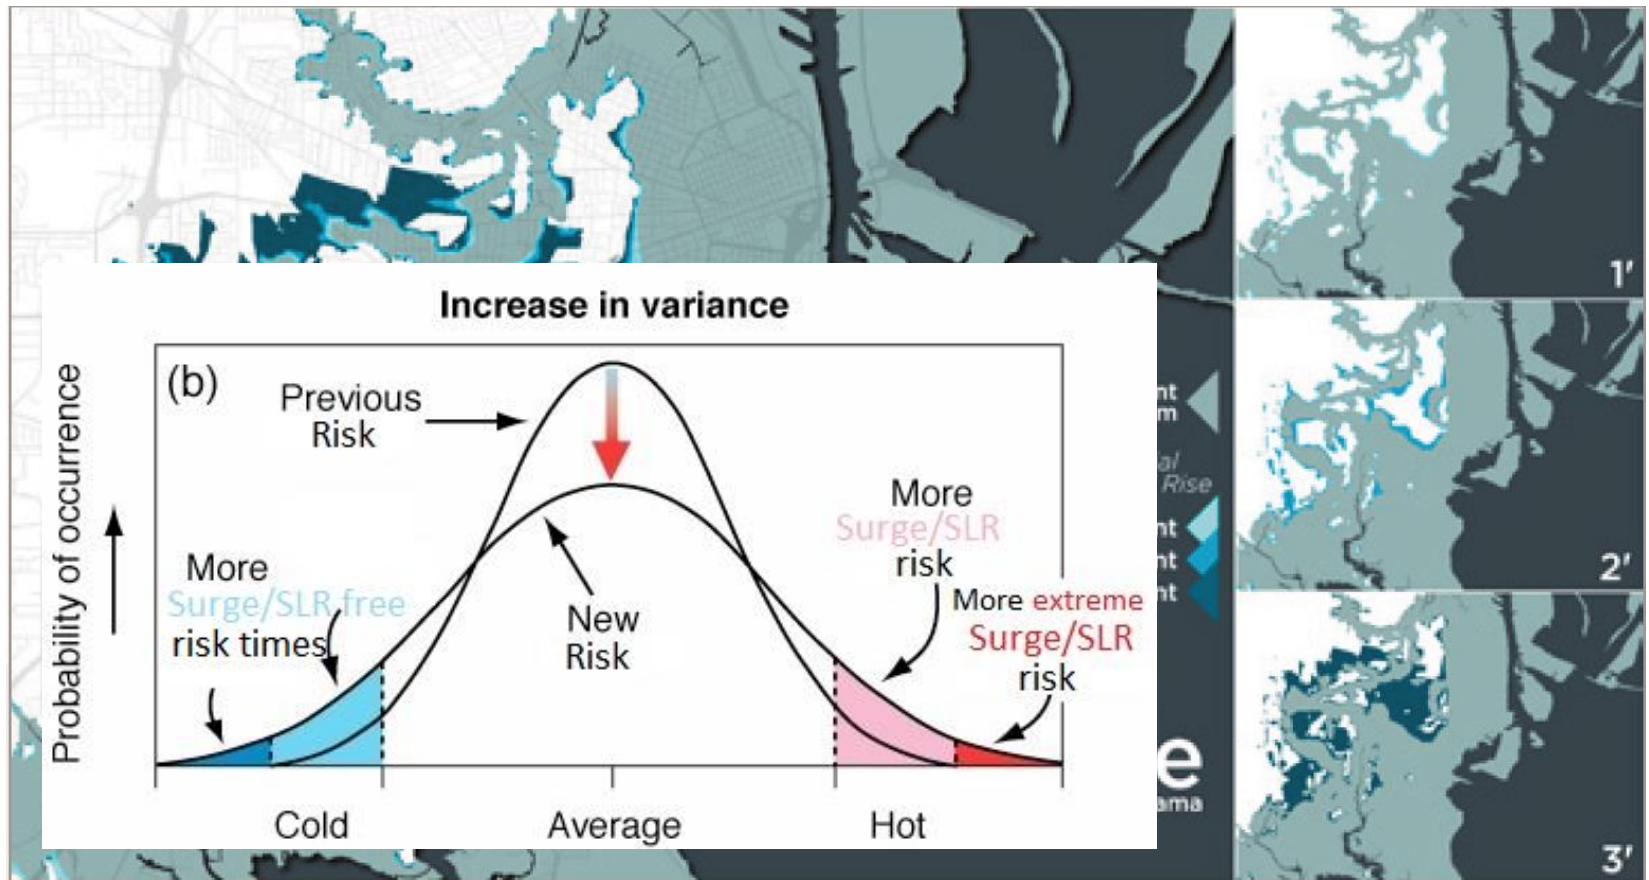 Increase in variance
(b)
Previous
Risk
More
Surge/SLR
risk
More extreme
Surge/SLR
risk
More
Surge/SLR free
risk times
New
Risk
Probability of occurrence
Cold
Average
Hot
Rise
1'
2'
3'